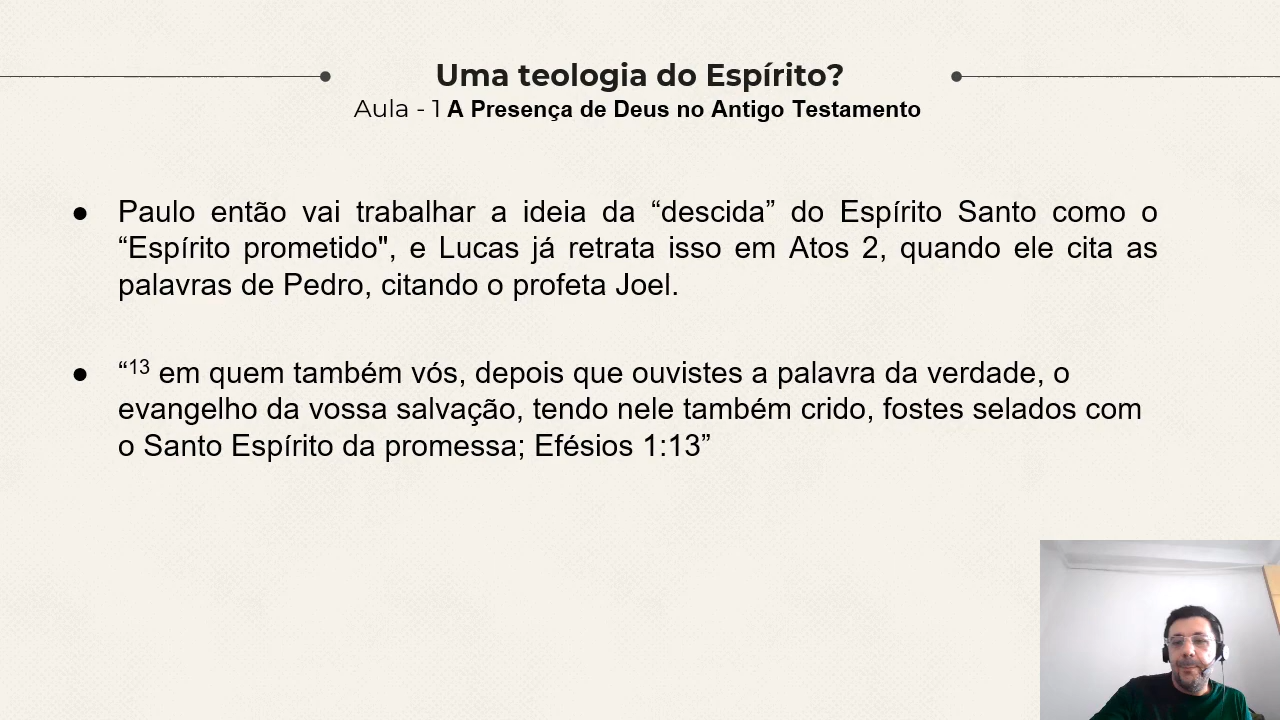 Uma teologia do Espírito?
Aula - 1 A Presença de Deus no Antigo Testamento
● Paulo então vai trabalhar a ideia da “descida” do Espírito Santo como o
“Espírito prometido", e Lucas já retrata isso em Atos 2, quando ele cita as
palavras de Pedro, citando o profeta Joel.
● “¹³ em quem também vós, depois que ouvistes a palavra da verdade, o
evangelho da vossa salvação, tendo nele também crido, fostes selados com
o Santo Espírito da promessa; Efésios 1:13”